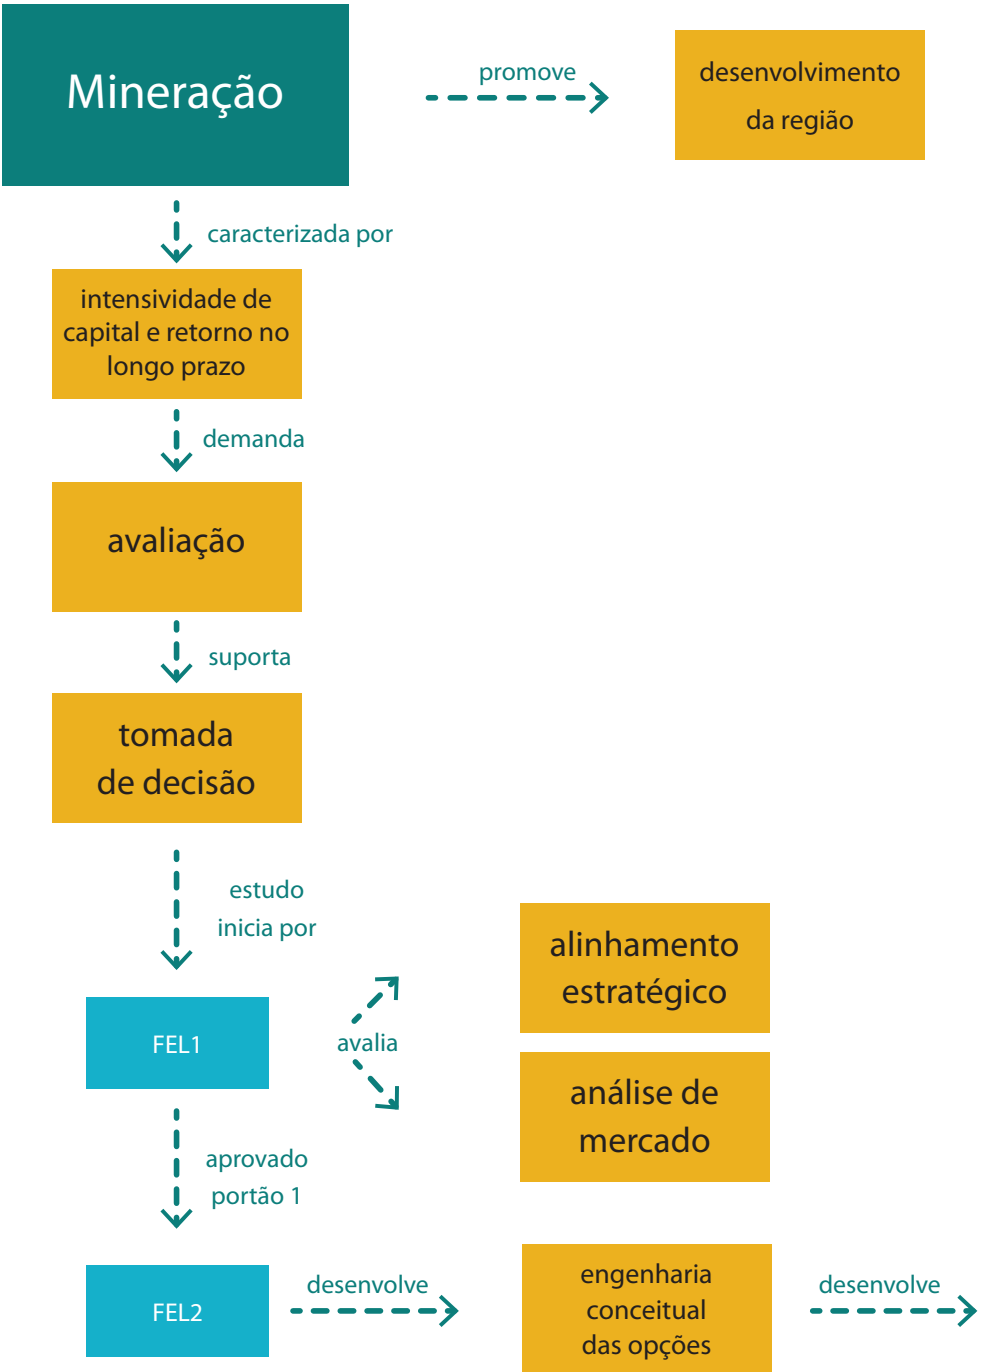 Mineração
promove
desenvolvimento
da região
caracterizada por
intensividade de
capital e retorno no
longo prazo
demanda
avaliação
suporta
tomada
de decisão
estudo
inicia por
FEL1
avalia
alinhamento
estratégico
análise de
mercado
aprovado
portão 1
FEL2
desenvolve
engenharia
conceitual
das opções
desenvolve